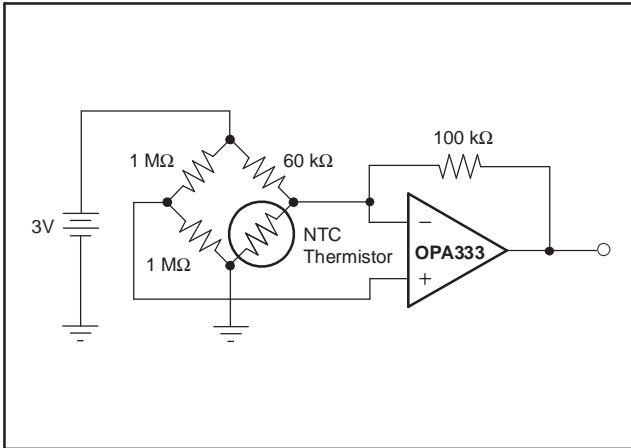 100 kΩ
1 MΩ
60 kΩ
3V
NTC
Thermistor
−
OPA333
+
1 MΩ